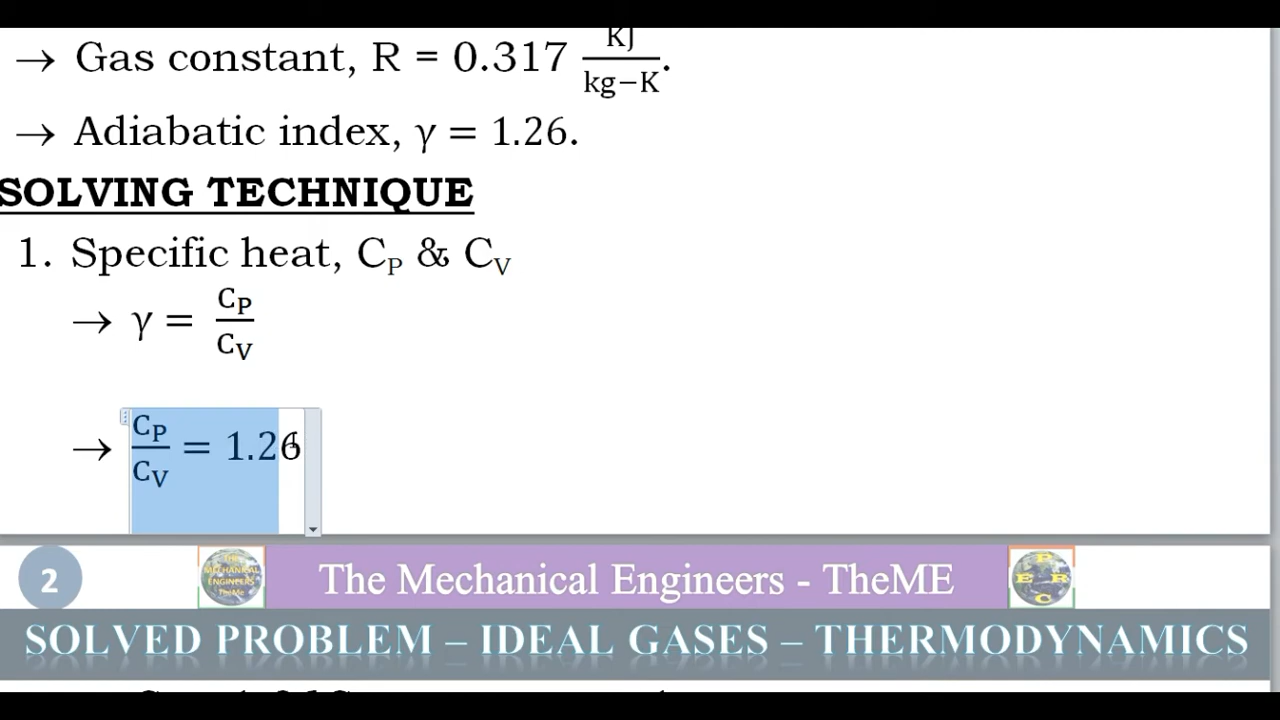 → Gas constant, R = 0.317 KJ/kg−K.
→ Adiabatic index, γ = 1.26.
SOLVING TECHNIQUE
1. Specific heat, CP & CV
→ γ = CP/CV
→ CP/CV = 1.26
2 The Mechanical Engineers - TheME
SOLVED PROBLEM – IDEAL GASES – THERMODYNAMICS